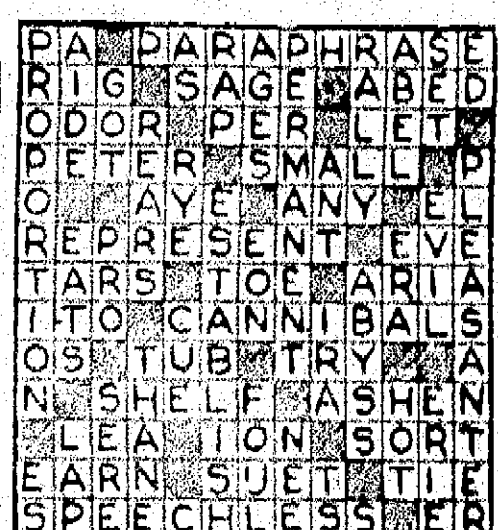 PA PARAPHRASE
RIG SAGE ABED
ODOR PER LET
PETER SMALL P
O AYE ANY EL
REPRESENT EVE
TARS TOE ARIA
ITO CANNIBALS
OS TUB TRY A
N SHELF ASHEN
LEA ION SORT
EARN SUET TIE
SPEECHLESS ER